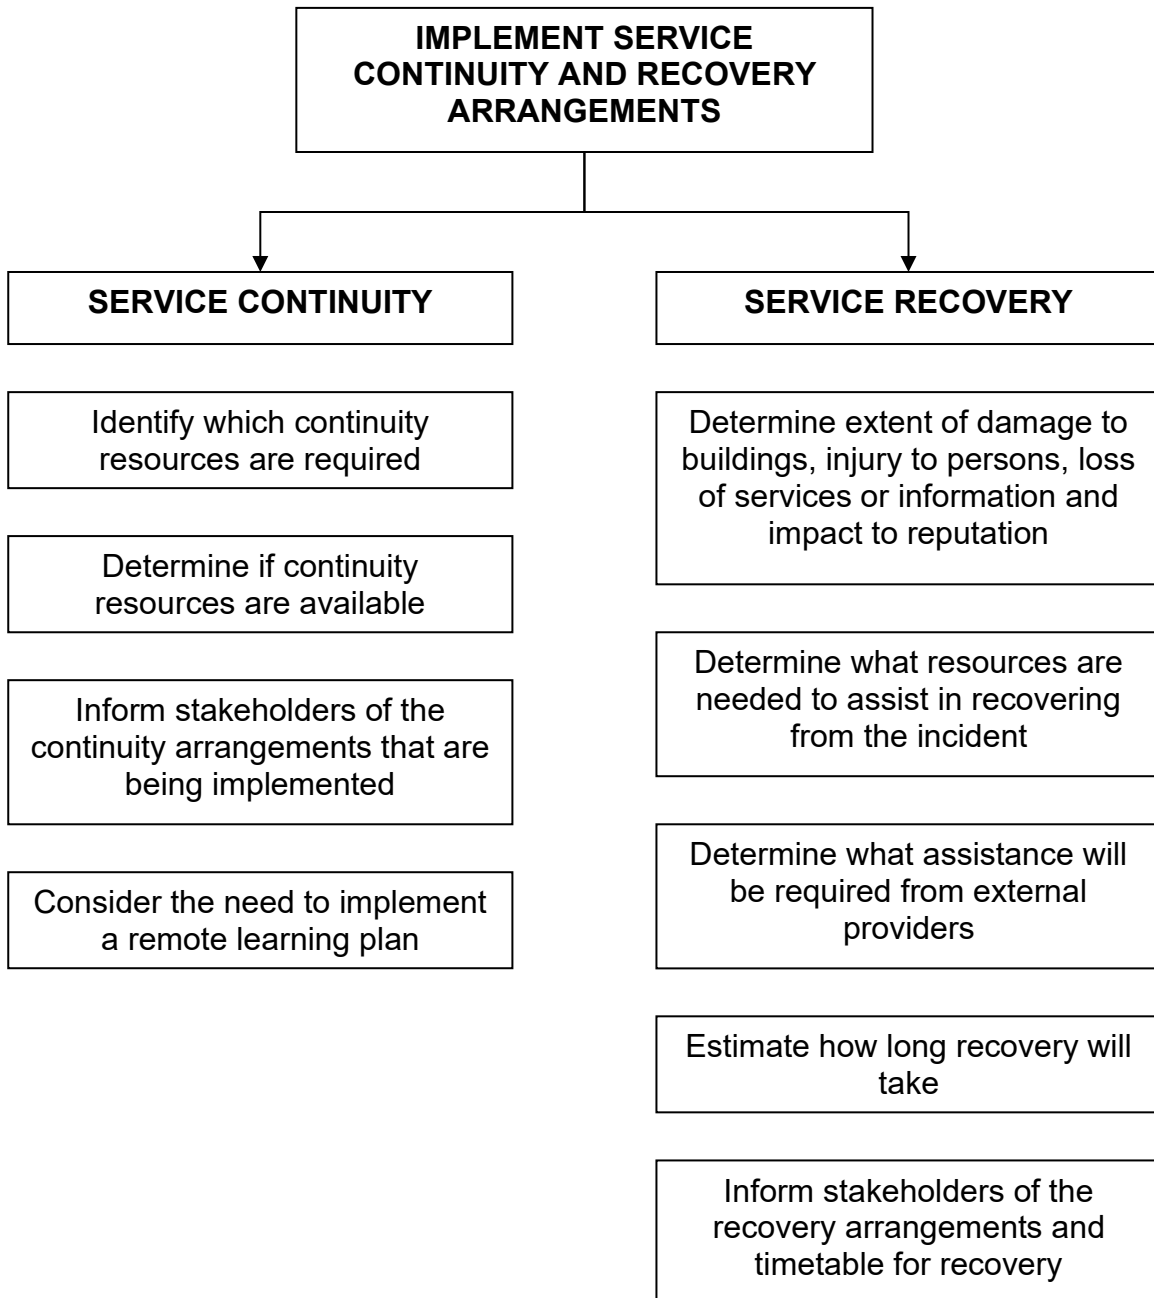 IMPLEMENT SERVICE
CONTINUITY AND RECOVERY
ARRANGEMENTS
SERVICE CONTINUITY
Identify which continuity
resources are required
Determine if continuity
resources are available
Inform stakeholders of the
continuity arrangements that are
being implemented
Consider the need to implement
a remote learning plan
SERVICE RECOVERY
Determine extent of damage to
buildings, injury to persons, loss
of services or information and
impact to reputation
Determine what resources are
needed to assist in recovering
from the incident
Determine what assistance will
be required from external
providers
Estimate how long recovery will
take
Inform stakeholders of the
recovery arrangements and
timetable for recovery